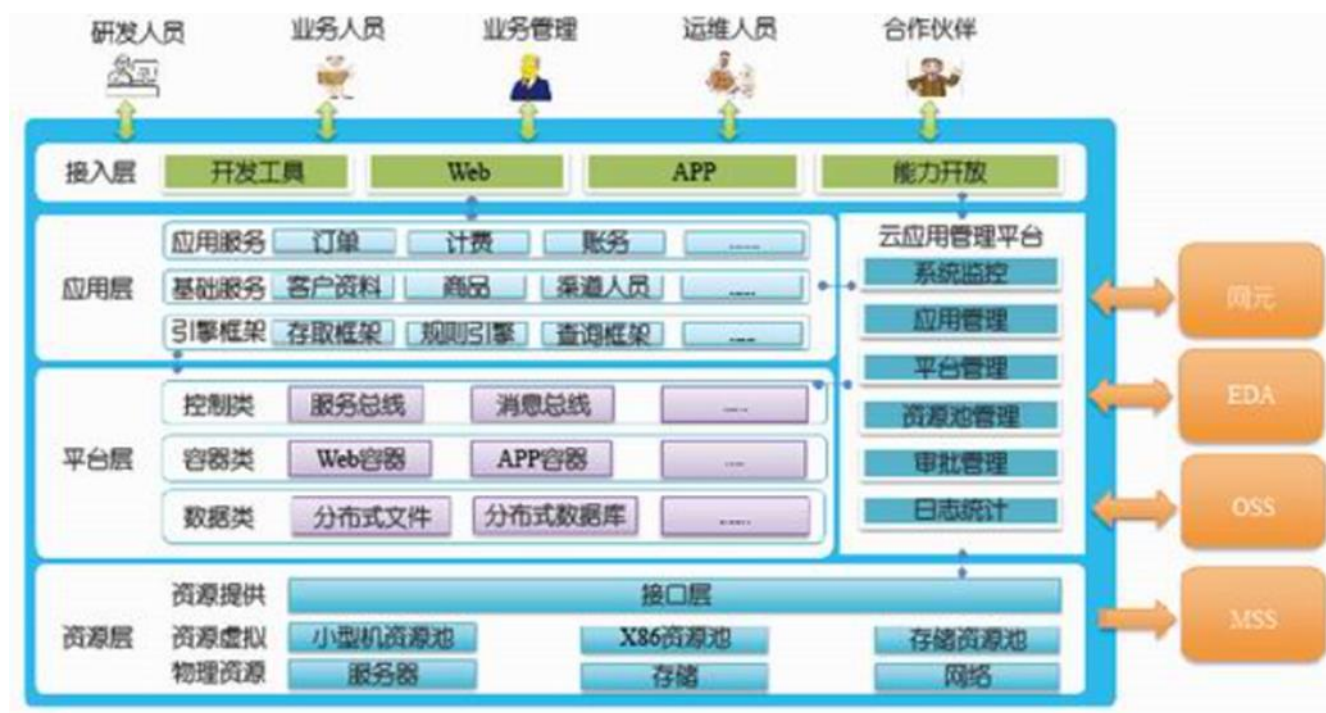 研发人员 业务人员 业务管理 运维人员 合作伙伴
接入层 开发工具 Web APP 能力开放
应用层
应用服务 订单 计费 账务 ......
基础服务 客户资料 商品 渠道人员 ......
引擎框架 存取框架 规则引擎 查询框架 ......
平台层
控制类 服务总线 消息总线 ......
容器类 Web容器 APP容器 ......
数据类 分布式文件 分布式数据库 ......
云应用管理平台
系统监控
应用管理
平台管理
资源池管理
审批管理
日志统计
资源层
资源提供 接口层
资源虚拟 小型机资源池 X86资源池 存储资源池
物理资源 服务器 存储 网络
网元
EDA
OSS
MSS